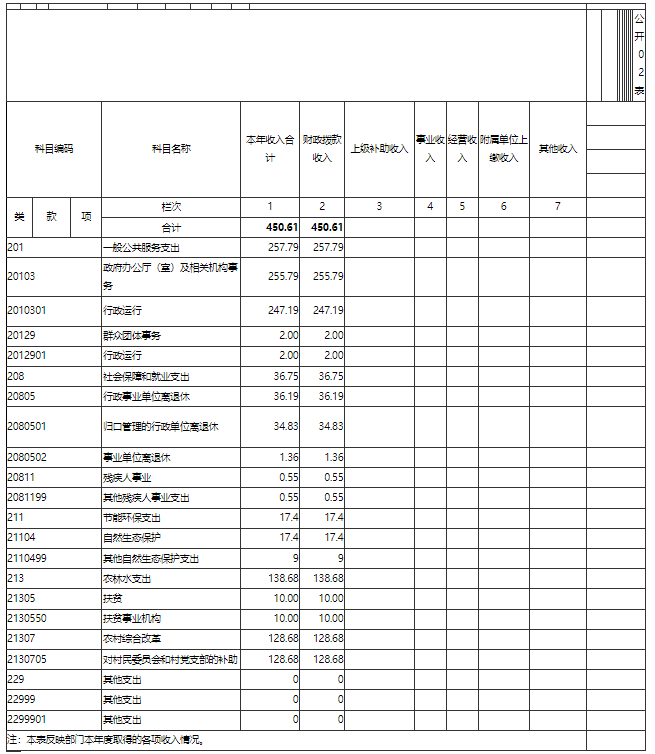 公开02表
科目编码 科目名称 本年收入合计 财政拨款收入 上级补助收入 事业收入 经营收入 附属单位上缴收入 其他收入
类 款 项 栏次 1 2 3 4 5 6 7
合计 450.61 450.61
201 一般公共服务支出 257.79 257.79
20103 政府办公厅（室）及相关机构事务 255.79 255.79
2010301 行政运行 247.19 247.19
20129 群众团体事务 2.00 2.00
2012901 行政运行 2.00 2.00
208 社会保障和就业支出 36.75 36.75
20805 行政事业单位离退休 36.19 36.19
2080501 归口管理的行政单位离退休 34.83 34.83
2080502 事业单位离退休 1.36 1.36
20811 残疾人事业 0.55 0.55
2081199 其他残疾人事业支出 0.55 0.55
211 节能环保支出 17.4 17.4
21104 自然生态保护 17.4 17.4
2110499 其他自然生态保护支出 9 9
213 农林水支出 138.68 138.68
21305 扶贫 10.00 10.00
2130550 扶贫事业机构 10.00 10.00
21307 农村综合改革 128.68 128.68
2130705 对村民委员会和村党支部的补助 128.68 128.68
229 其他支出 0 0
22999 其他支出 0 0
2299901 其他支出 0 0
注：本表反映部门本年度取得的各项收入情况。